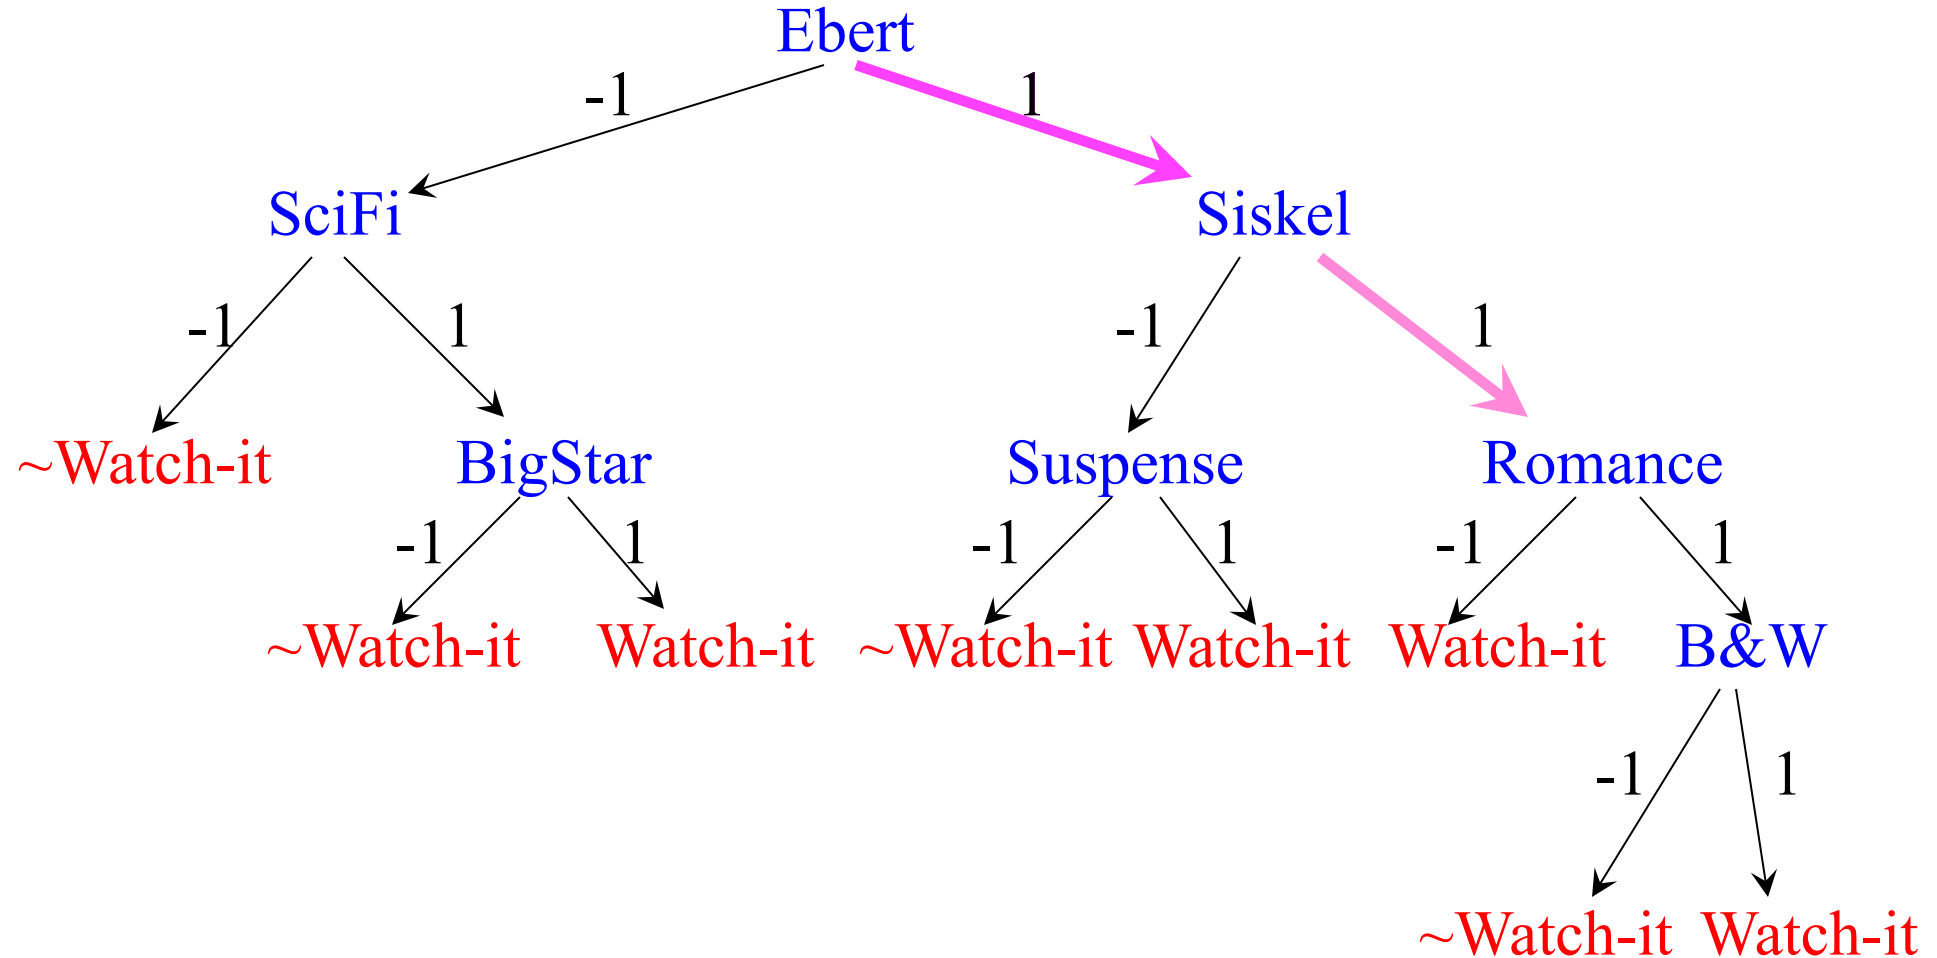 Ebert
-1 1
SciFi Siskel
-1 1 -1 1
~Watch-it BigStar Suspense Romance
-1 1 -1 1 -1 1
~Watch-it Watch-it ~Watch-it Watch-it Watch-it B&W
-1 1
~Watch-it Watch-it